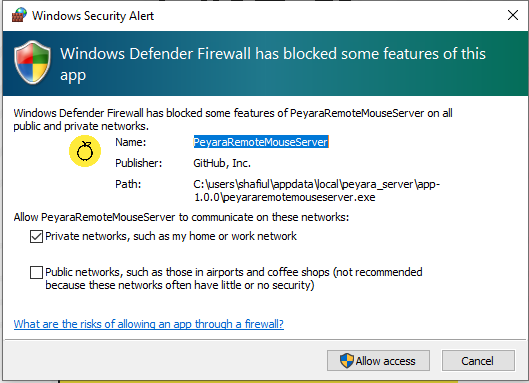 Windows Security Alert
Windows Defender Firewall has blocked some features of this
app
Windows Defender Firewall has blocked some features of PeyaraRemoteMouseServer on all
public and private networks.
Name: PeyaraRemoteMouseServer
Publisher: GitHub, Inc.
Path: C:\users\shafiul\appdata\local\peyara_server\app-
1.0.0\peyararemotemouseserver.exe
Allow PeyaraRemoteMouseServer to communicate on these networks:
Private networks, such as my home or work network
Public networks, such as those in airports and coffee shops (not recommended
because these networks often have little or no security)
What are the risks of allowing an app through a firewall?
Allow access
Cancel